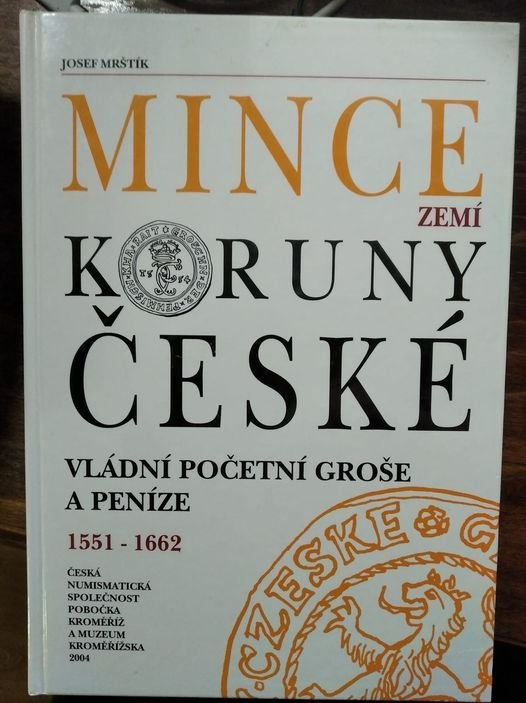 JOSEF MRŠTÍK
MINCE
ZEMÍ
KORUNY
ČESKÉ
VLÁDNÍ POČETNÍ GROŠE
A PENÍZE
1551 - 1662
ČESKÁ
NUMISMATICKÁ
SPOLEČNOST
POBOČKA
KROMĚŘÍŽ
A MUZEUM
KROMĚŘÍŽSKA
2004
CZESKE G